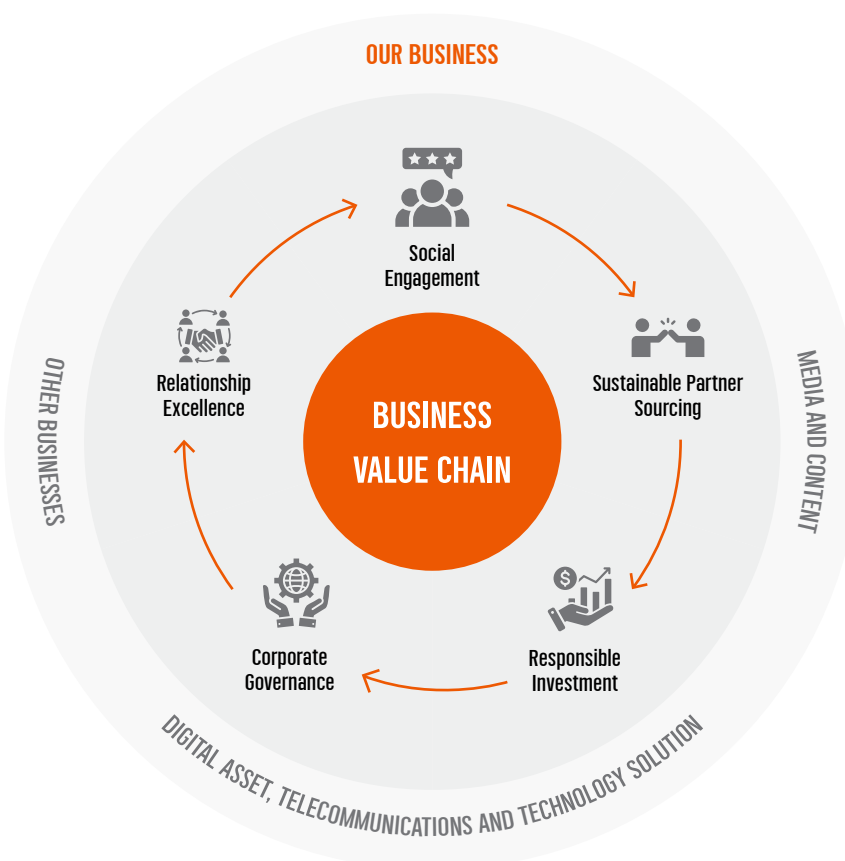 OUR BUSINESS
Social
Engagement
Relationship
Excellence
Sustainable Partner
Sourcing
BUSINESS
VALUE CHAIN
OTHER BUSINESSES
MEDIA AND CONTENT
Corporate
Governance
Responsible
Investment
DIGITAL ASSET, TELECOMMUNICATIONS AND TECHNOLOGY SOLUTION